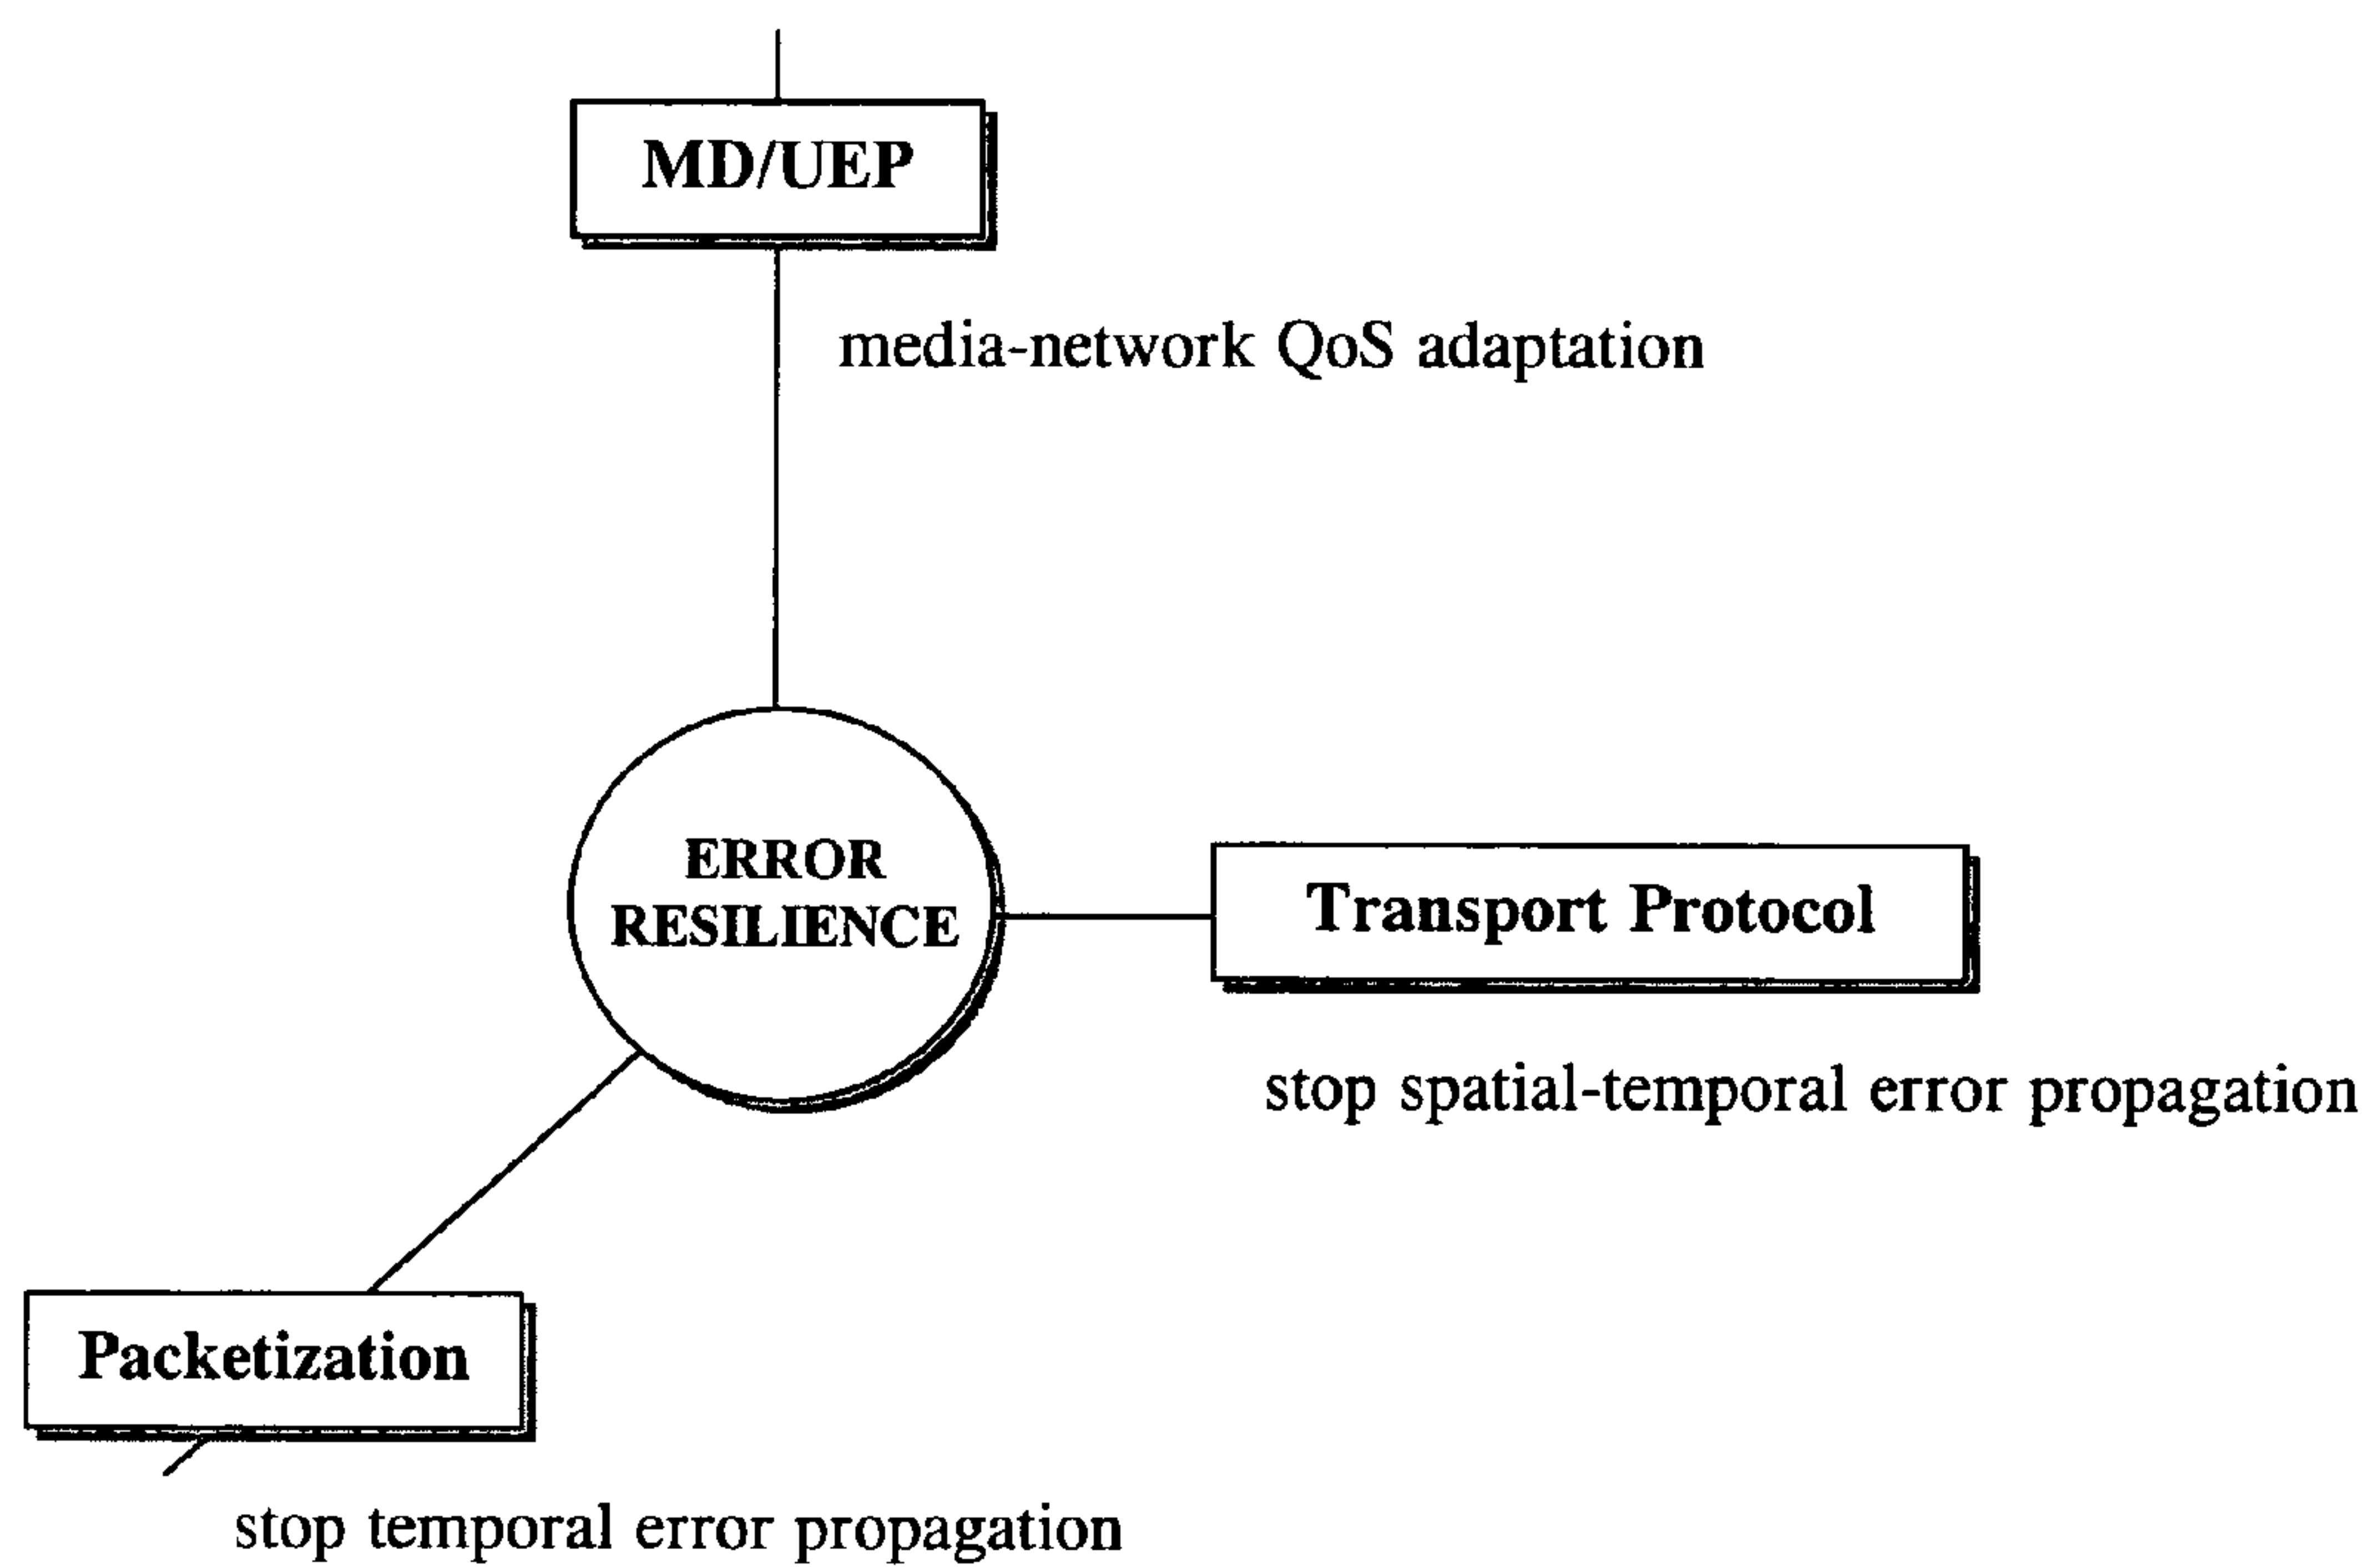 MD/UEP
media-network QoS adaptation
ERROR
RESILIENCE
Transport Protocol
stop spatial-temporal error propagation
Packetization
stop temporal error propagation